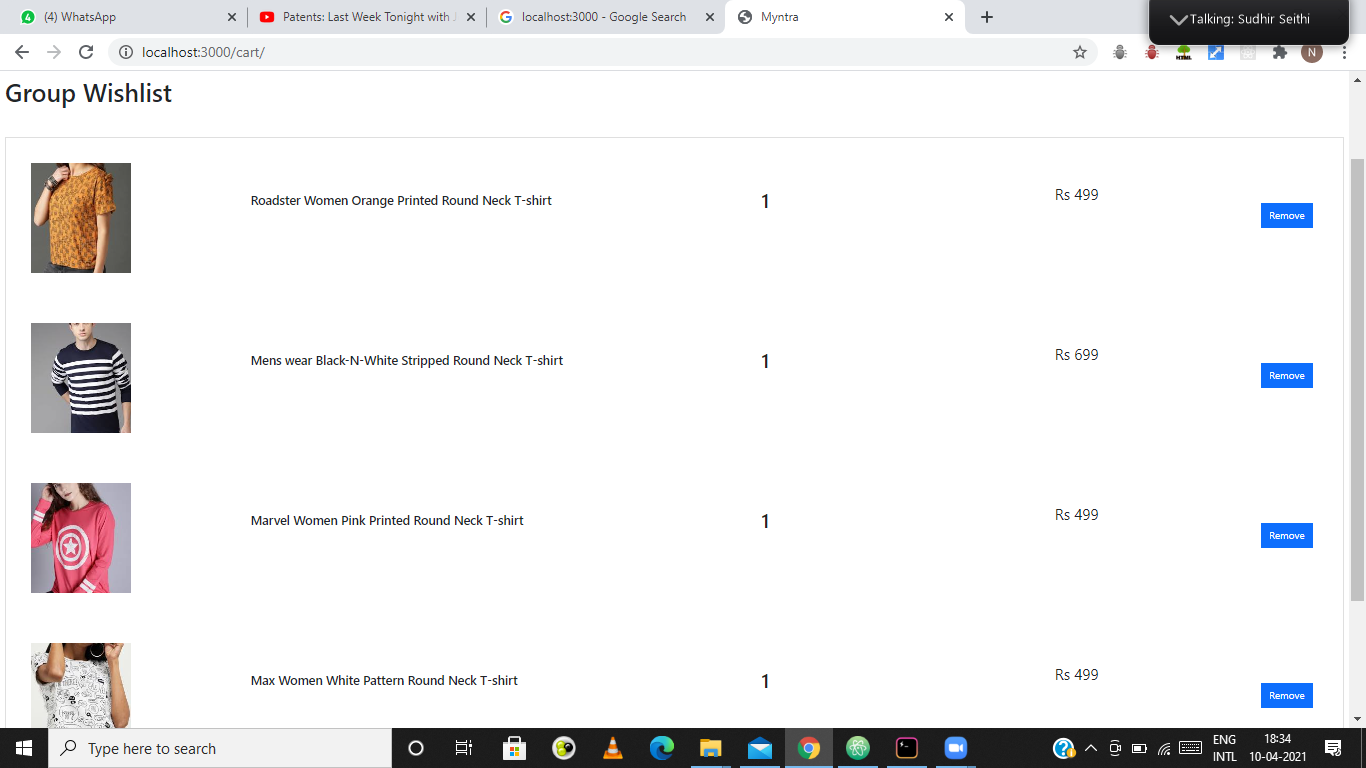 (4) WhatsApp
Patents: Last Week Tonight with J
localhost:3000 - Google Search
Myntra
Talking: Sudhir Seithi
localhost:3000/cart/
HTML
N
Group Wishlist
Roadster Women Orange Printed Round Neck T-shirt
1
Rs 499
Remove
Mens wear Black-N-White Stripped Round Neck T-shirt
1
Rs 699
Remove
Marvel Women Pink Printed Round Neck T-shirt
1
Rs 499
Remove
Max Women White Pattern Round Neck T-shirt
1
Rs 499
Remove
Type here to search
ENG
INTL
18:34
10-04-2021